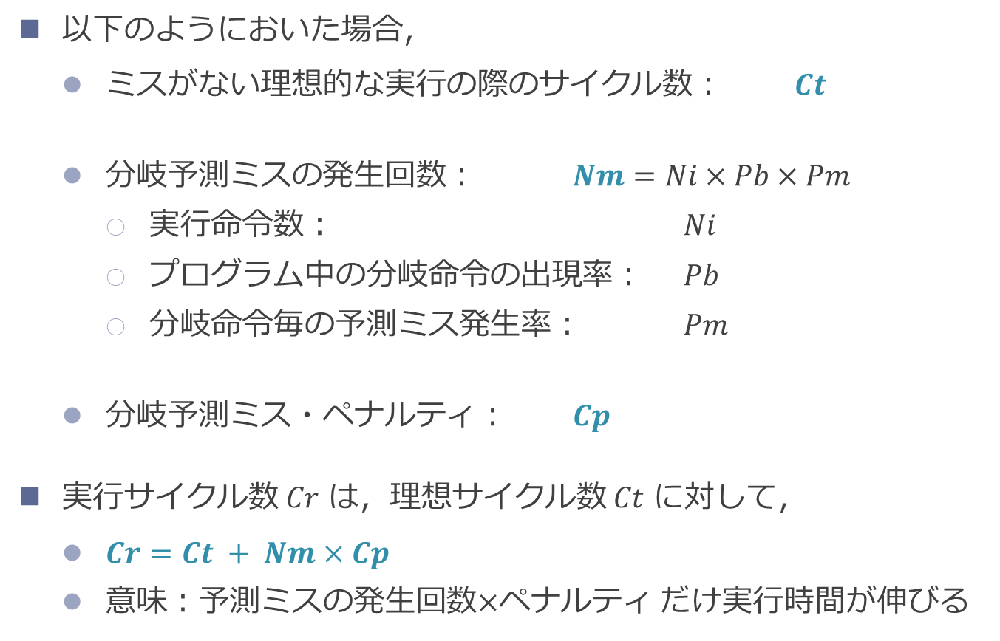 以下のようにおいた場合,
ミスがない理想的な実行の際のサイクル数： Ct
分岐予測ミスの発生回数： Nm = Ni × Pb × Pm
実行命令数： Ni
プログラム中の分岐命令の出現率： Pb
分岐命令毎の予測ミス発生率： Pm
分岐予測ミス・ペナルティ： Cp
実行サイクル数 Cr は，理想サイクル数 Ct に対して,
Cr = Ct + Nm × Cp
意味：予測ミスの発生回数×ペナルティ だけ実行時間が伸びる